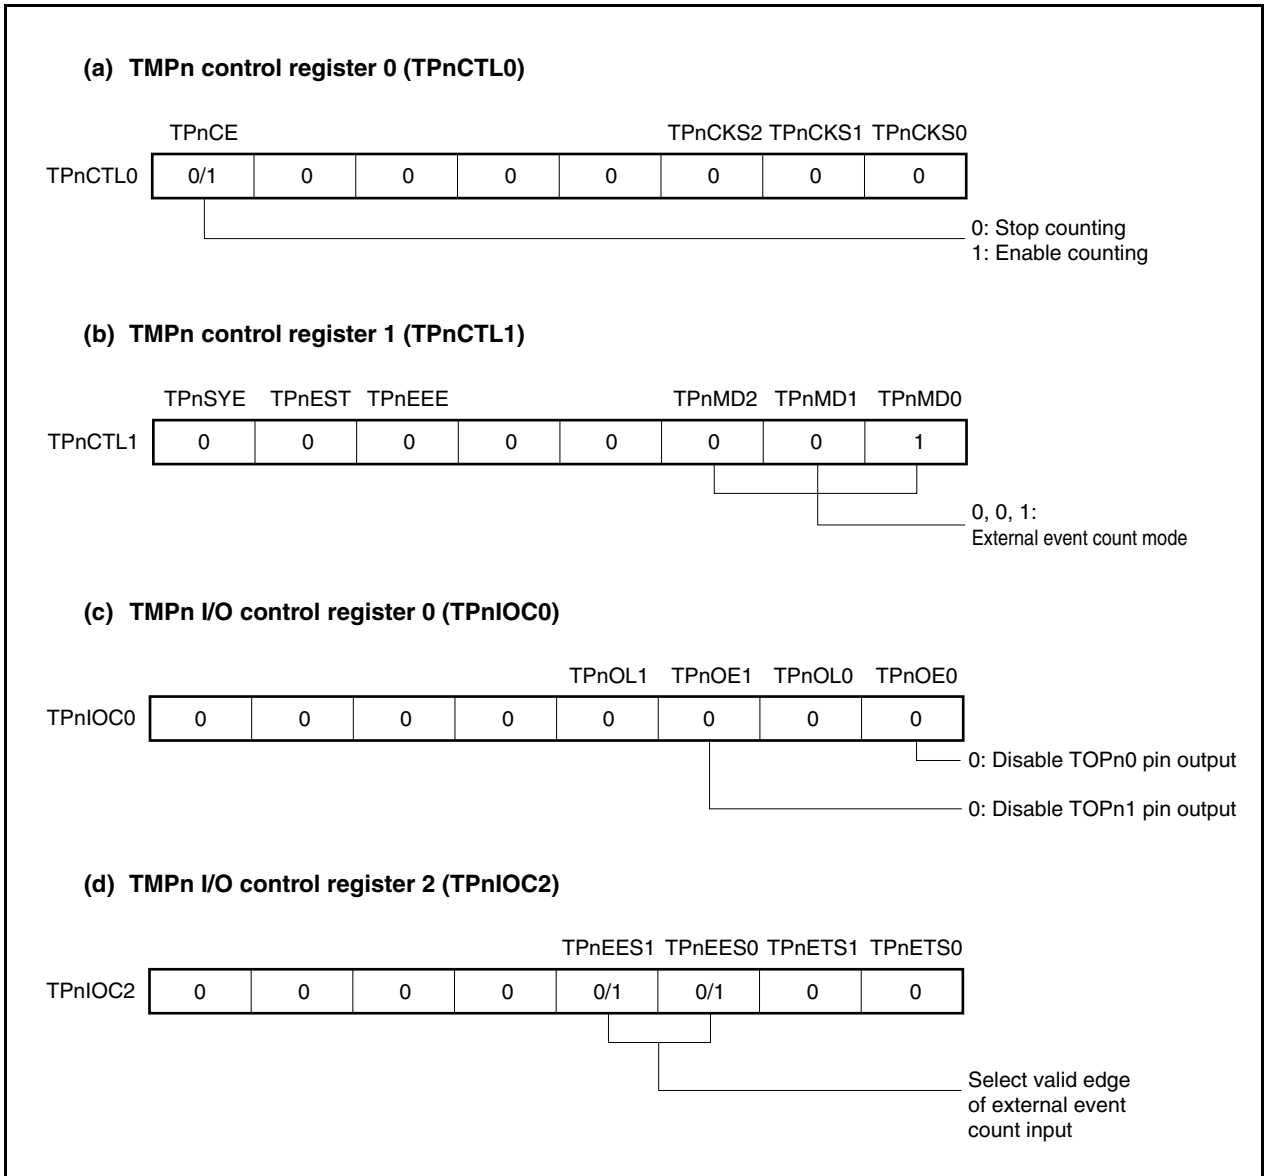 (a) TMPn control register 0 (TPnCTL0)
TPnCE TPnCKS2 TPnCKS1 TPnCKS0
TPnCTL0 0/1 0 0 0 0 0 0 0
0: Stop counting
1: Enable counting
(b) TMPn control register 1 (TPnCTL1)
TPnSYE TPnEST TPnEEE TPnMD2 TPnMD1 TPnMD0
TPnCTL1 0 0 0 0 0 0 0 1
0, 0, 1:
External event count mode
(c) TMPn I/O control register 0 (TPnIOC0)
TPnOL1 TPnOE1 TPnOL0 TPnOE0
TPnIOC0 0 0 0 0 0 0 0 0
0: Disable TOPn0 pin output
0: Disable TOPn1 pin output
(d) TMPn I/O control register 2 (TPnIOC2)
TPnEES1 TPnEES0 TPnETS1 TPnETS0
TPnIOC2 0 0 0 0 0/1 0/1 0 0
Select valid edge
of external event
count input